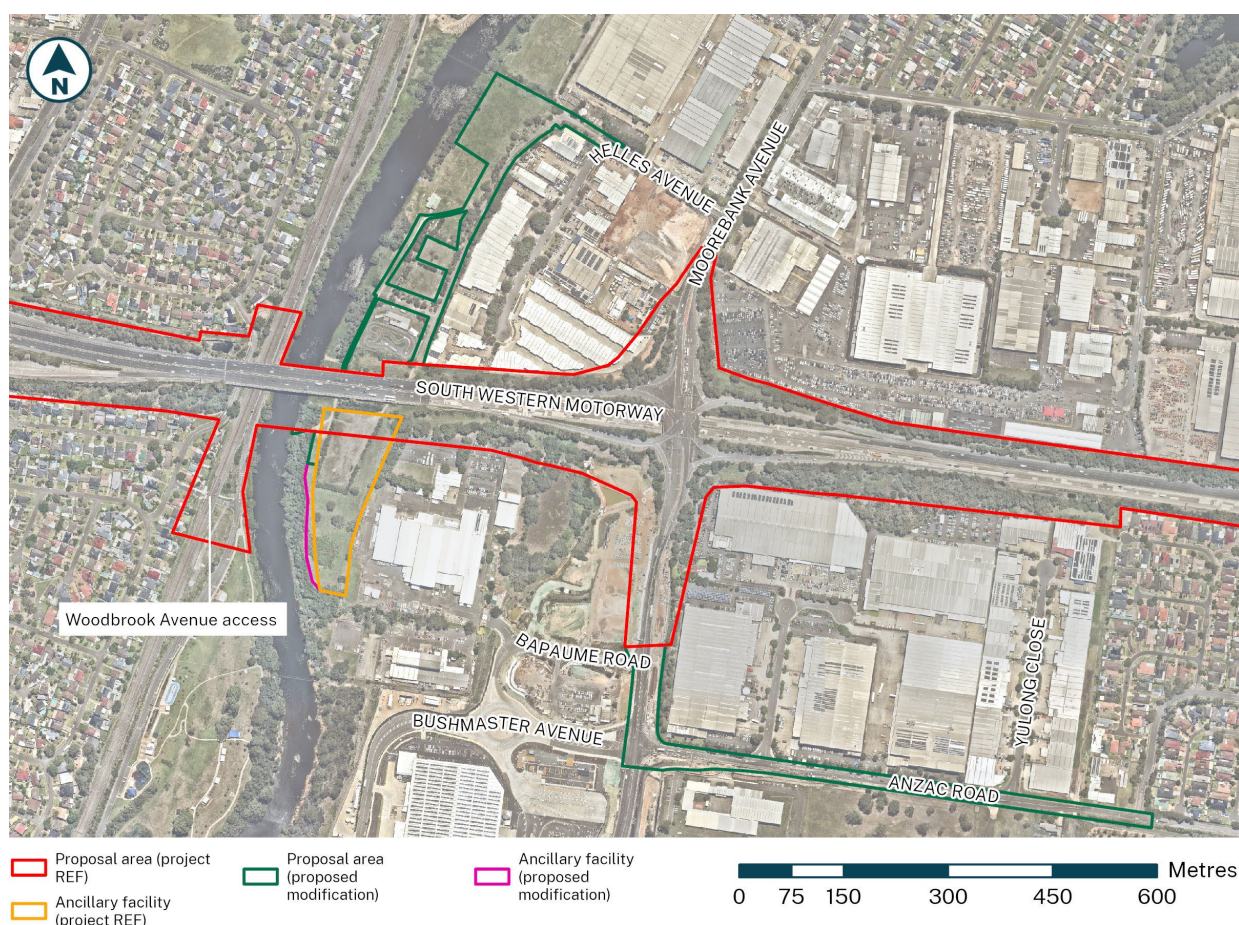 N
HELLES AVENUE
MOOREBANK AVENUE
SOUTH WESTERN MOTORWAY
Woodbrook Avenue access
BAPAUME ROAD
BUSHMASTER AVENUE
YULONG CLOSE
ANZAC ROAD
Proposal area (project
REF)
Ancillary facility
(project REF)
Proposal area
(proposed
modification)
Ancillary facility
(proposed
modification)
Metres
0 75 150 300 450 600